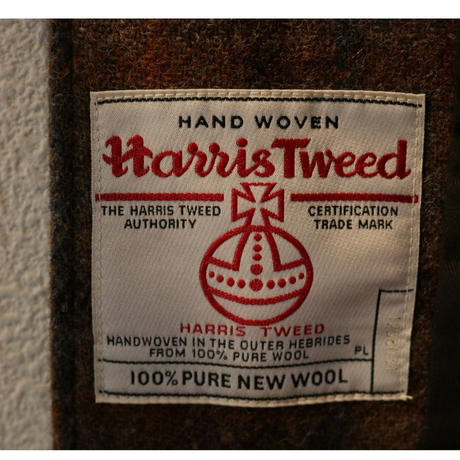 HAND WOVEN
Harris Tweed
THE HARRIS TWEED AUTHORITY
CERTIFICATION TRADE MARK
HARRIS TWEED
HANDWOVEN IN THE OUTER HEBRIDES
FROM 100% PURE WOOL
PL
100% PURE NEW WOOL